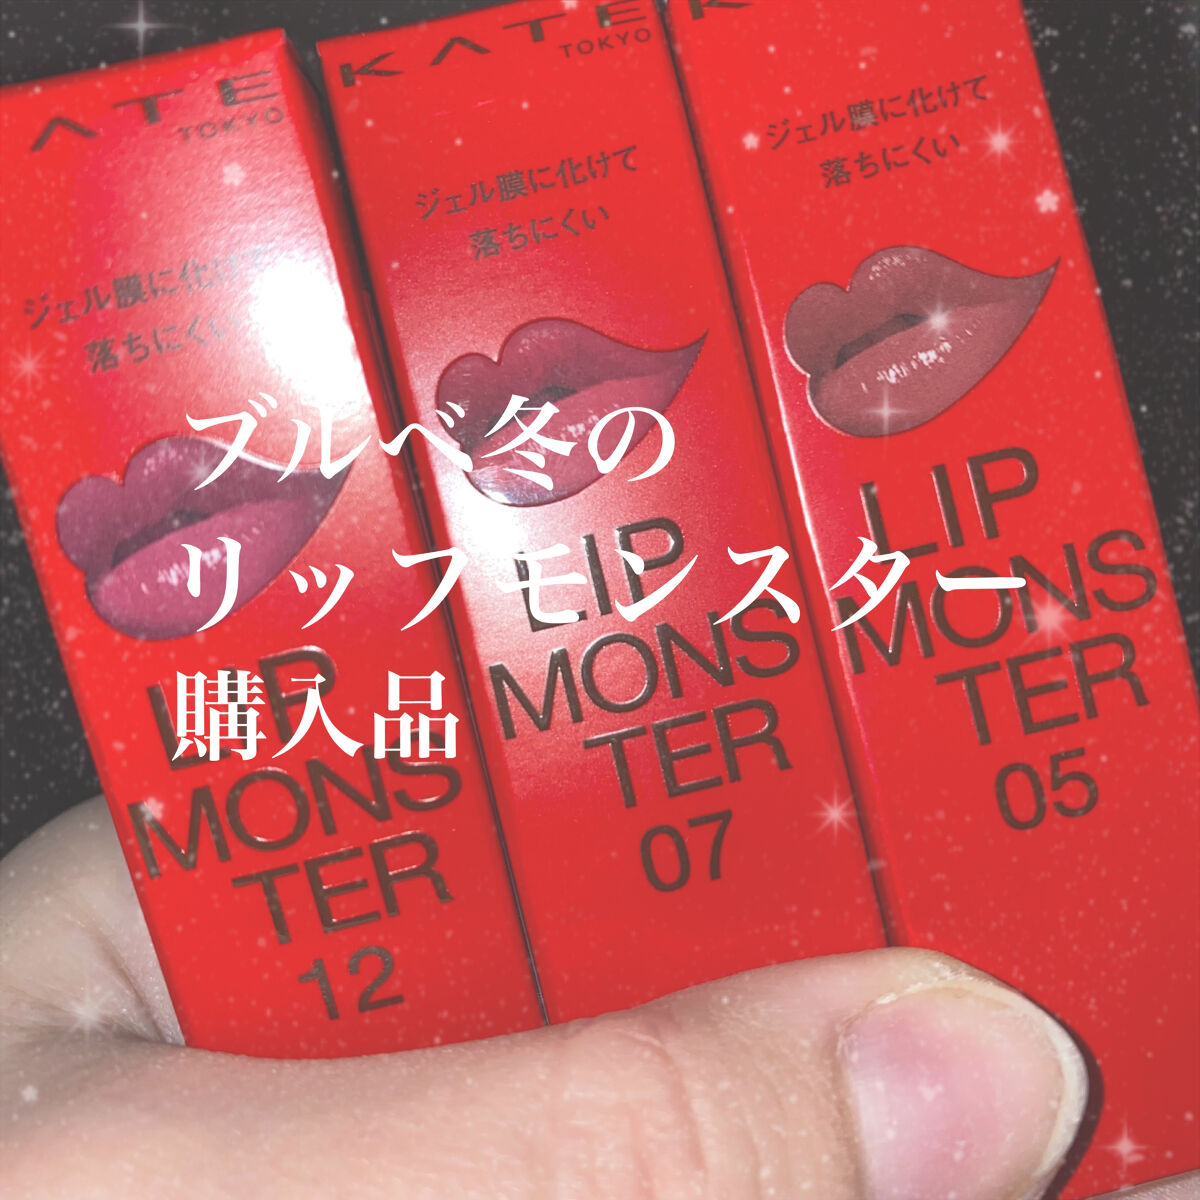 ATE
TOKYO
ジェル膜に化けて
落ちにくい
LIP
MONS
TER
12
KATE
TOKYO
ジェル膜に化けて
落ちにくい
LIP
MONS
TER
07
K
ジェル膜に化けて
落ちにくい
LIP
MONS
TER
05
ブルベ冬の
リップモンスター
購入品